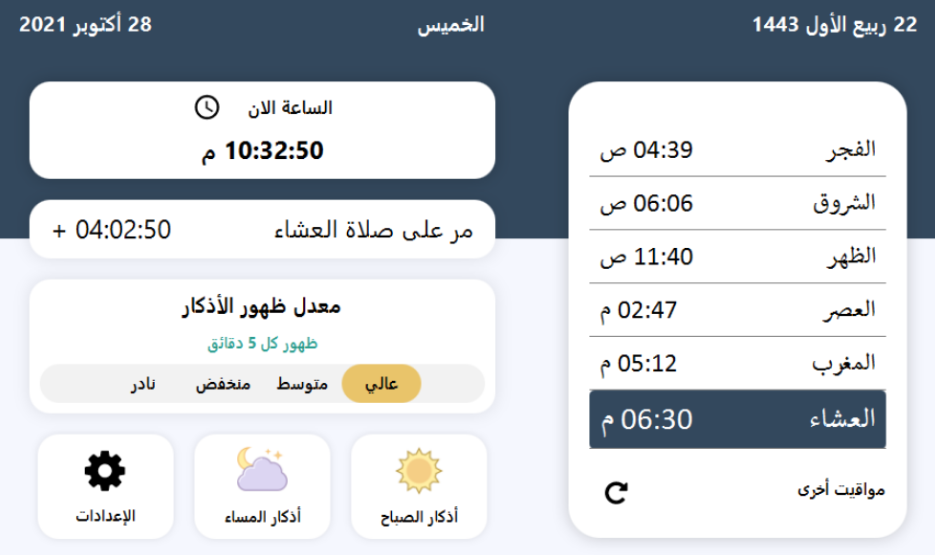 22 ربيع الأول 1443
الخميس
28 أكتوبر 2021
الفجر 04:39 ص
الشروق 06:06 ص
الظهر 11:40 ص
العصر 02:47 م
المغرب 05:12 م
العشاء 06:30 م
مواقيت أخرى
الساعة الان
10:32:50 م
مر على صلاة العشاء 04:02:50 +
معدل ظهور الأذكار
ظهور كل 5 دقائق
عالي متوسط منخفض نادر
أذكار الصباح
أذكار المساء
الإعدادات